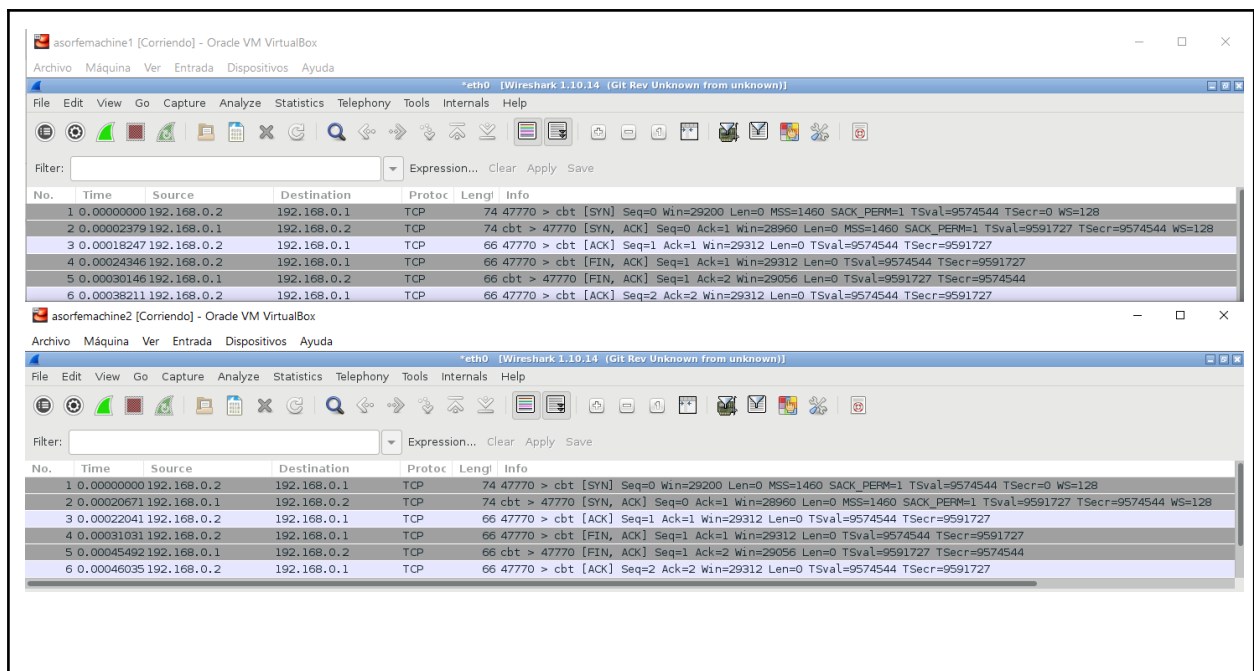 asorfemachine1 [Corriendo] - Oracle VM VirtualBox
Archivo Máquina Ver Entrada Dispositivos Ayuda
*eth0 [Wireshark 1.10.14 (Git Rev Unknown from unknown)]
File Edit View Go Capture Analyze Statistics Telephony Tools Internals Help
Filter: Expression... Clear Apply Save
No. Time Source Destination Protoc Lengt Info
1 0.00000000 192.168.0.2 192.168.0.1 TCP 74 47770 > cbt [SYN] Seq=0 Win=29200 Len=0 MSS=1460 SACK_PERM=1 TSval=9574544 TSecr=0 WS=128
2 0.00002379 192.168.0.1 192.168.0.2 TCP 74 cbt > 47770 [SYN, ACK] Seq=0 Ack=1 Win=28960 Len=0 MSS=1460 SACK_PERM=1 TSval=9591727 TSecr=9574544 WS=128
3 0.00018247 192.168.0.2 192.168.0.1 TCP 66 47770 > cbt [ACK] Seq=1 Ack=1 Win=29312 Len=0 TSval=9574544 TSecr=9591727
4 0.00024346 192.168.0.2 192.168.0.1 TCP 66 47770 > cbt [FIN, ACK] Seq=1 Ack=1 Win=29312 Len=0 TSval=9574544 TSecr=9591727
5 0.00030146 192.168.0.1 192.168.0.2 TCP 66 cbt > 47770 [FIN, ACK] Seq=1 Ack=2 Win=29056 Len=0 TSval=9591727 TSecr=9574544
6 0.00038211 192.168.0.2 192.168.0.1 TCP 66 47770 > cbt [ACK] Seq=2 Ack=2 Win=29312 Len=0 TSval=9574544 TSecr=9591727
asorfemachine2 [Corriendo] - Oracle VM VirtualBox
Archivo Máquina Ver Entrada Dispositivos Ayuda
*eth0 [Wireshark 1.10.14 (Git Rev Unknown from unknown)]
File Edit View Go Capture Analyze Statistics Telephony Tools Internals Help
Filter: Expression... Clear Apply Save
No. Time Source Destination Protoc Lengt Info
1 0.00000000 192.168.0.2 192.168.0.1 TCP 74 47770 > cbt [SYN] Seq=0 Win=29200 Len=0 MSS=1460 SACK_PERM=1 TSval=9574544 TSecr=0 WS=128
2 0.00020671 192.168.0.1 192.168.0.2 TCP 74 cbt > 47770 [SYN, ACK] Seq=0 Ack=1 Win=28960 Len=0 MSS=1460 SACK_PERM=1 TSval=9591727 TSecr=9574544 WS=128
3 0.00022041 192.168.0.2 192.168.0.1 TCP 66 47770 > cbt [ACK] Seq=1 Ack=1 Win=29312 Len=0 TSval=9574544 TSecr=9591727
4 0.00031031 192.168.0.2 192.168.0.1 TCP 66 47770 > cbt [FIN, ACK] Seq=1 Ack=1 Win=29312 Len=0 TSval=9574544 TSecr=9591727
5 0.00045492 192.168.0.1 192.168.0.2 TCP 66 cbt > 47770 [FIN, ACK] Seq=1 Ack=2 Win=29056 Len=0 TSval=9591727 TSecr=9574544
6 0.00046035 192.168.0.2 192.168.0.1 TCP 66 47770 > cbt [ACK] Seq=2 Ack=2 Win=29312 Len=0 TSval=9574544 TSecr=9591727